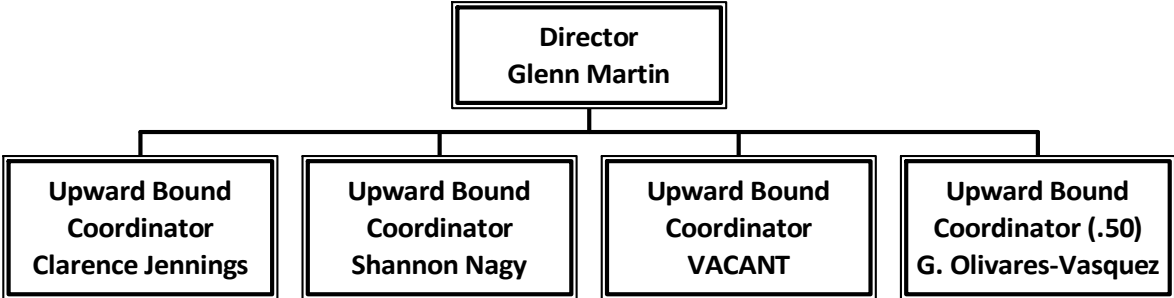 Director
Glenn Martin
Upward Bound
Coordinator
Clarence Jennings
Upward Bound
Coordinator
Shannon Nagy
Upward Bound
Coordinator
VACANT
Upward Bound
Coordinator (.50)
G. Olivares-Vasquez